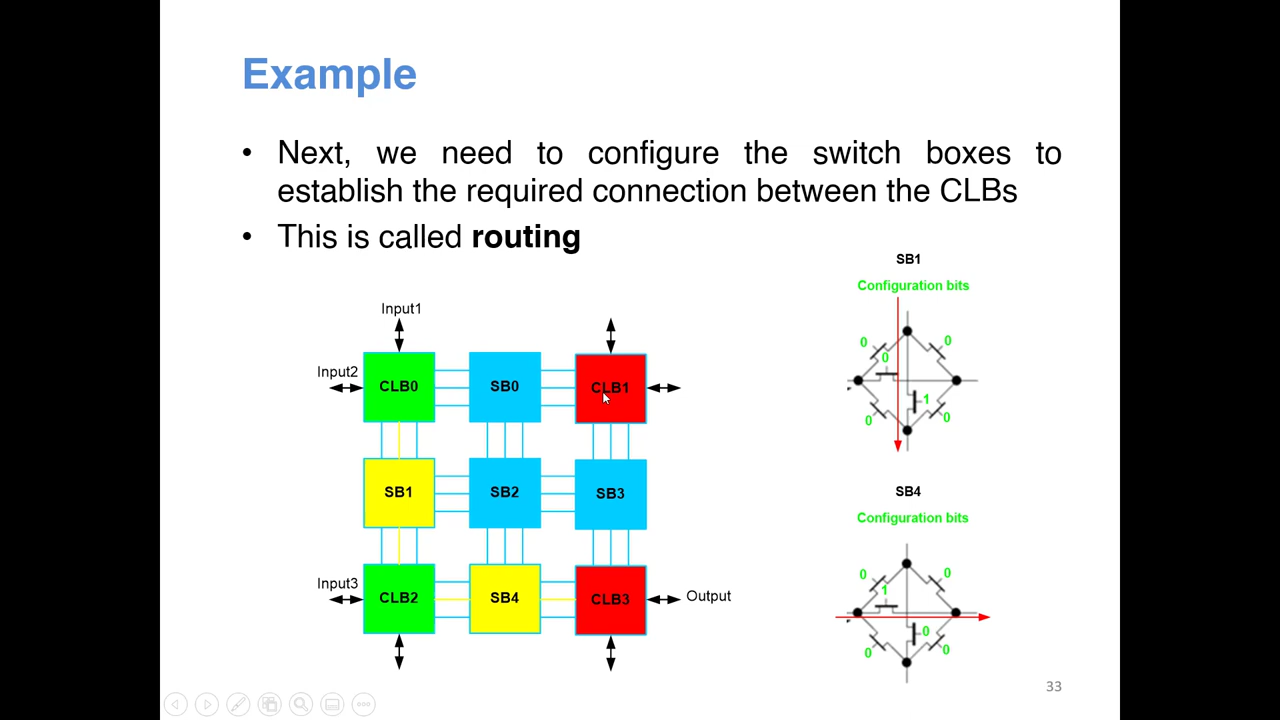 Example
• Next, we need to configure the switch boxes to
establish the required connection between the CLBs
• This is called routing
Input1
Input2
CLB0
SB0
CLB1
SB1
SB2
SB3
Input3
CLB2
SB4
CLB3
Output
SB1
Configuration bits
0
0
0
1
0
0
SB4
Configuration bits
0
0
1
0
0
0
33